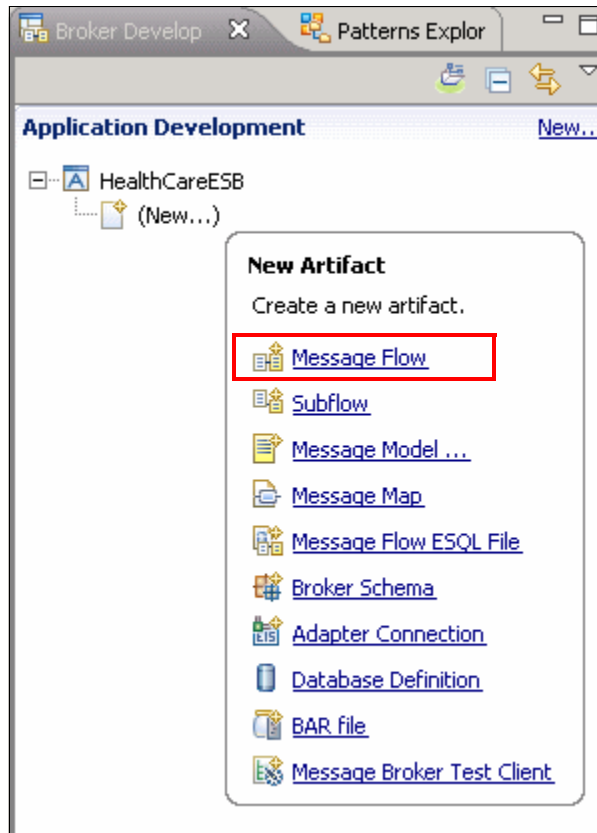 Broker Develop
Patterns Explor
Application Development New...
HealthCareESB
(New...)
New Artifact
Create a new artifact.
Message Flow
Subflow
Message Model ...
Message Map
Message Flow ESQL File
Broker Schema
EIS Adapter Connection
Database Definition
BAR file
Message Broker Test Client